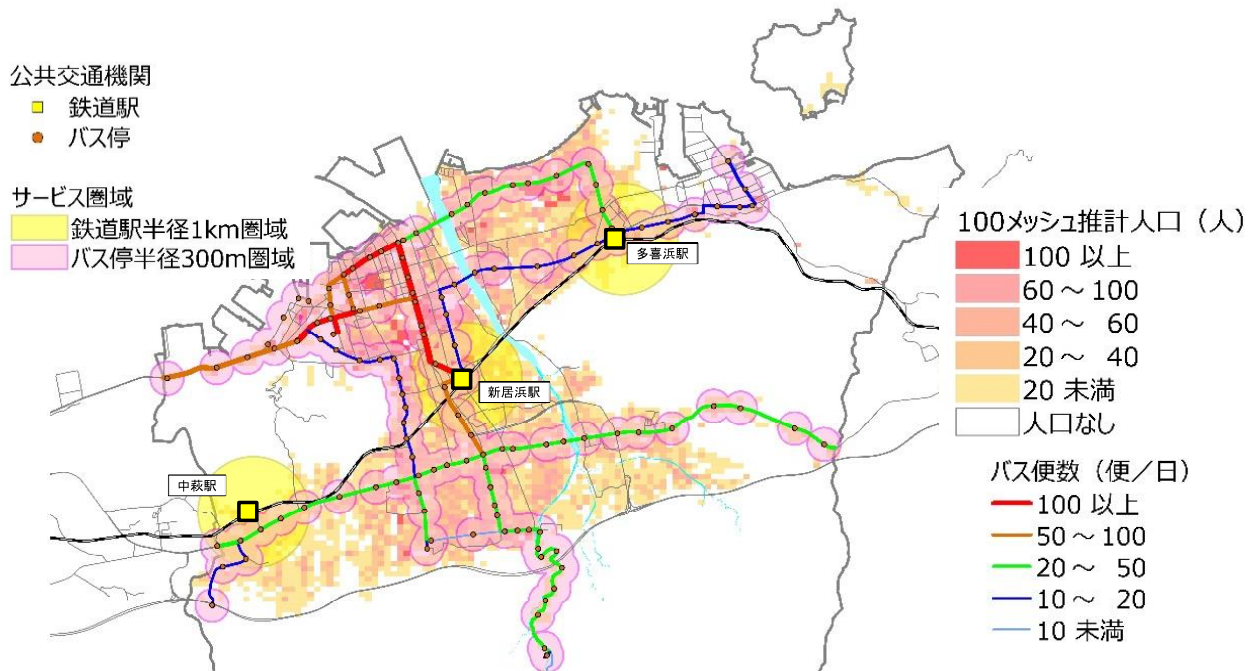 公共交通機関
鉄道駅
バス停
サービス圏域
鉄道駅半径1km圏域
バス停半径300m圏域
多喜浜駅
新居浜駅
中萩駅
100メッシュ推計人口（人）
100 以上
60～100
40～ 60
20～ 40
20 未満
人口なし
バス便数（便／日）
100 以上
50～100
20～ 50
10～ 20
10 未満